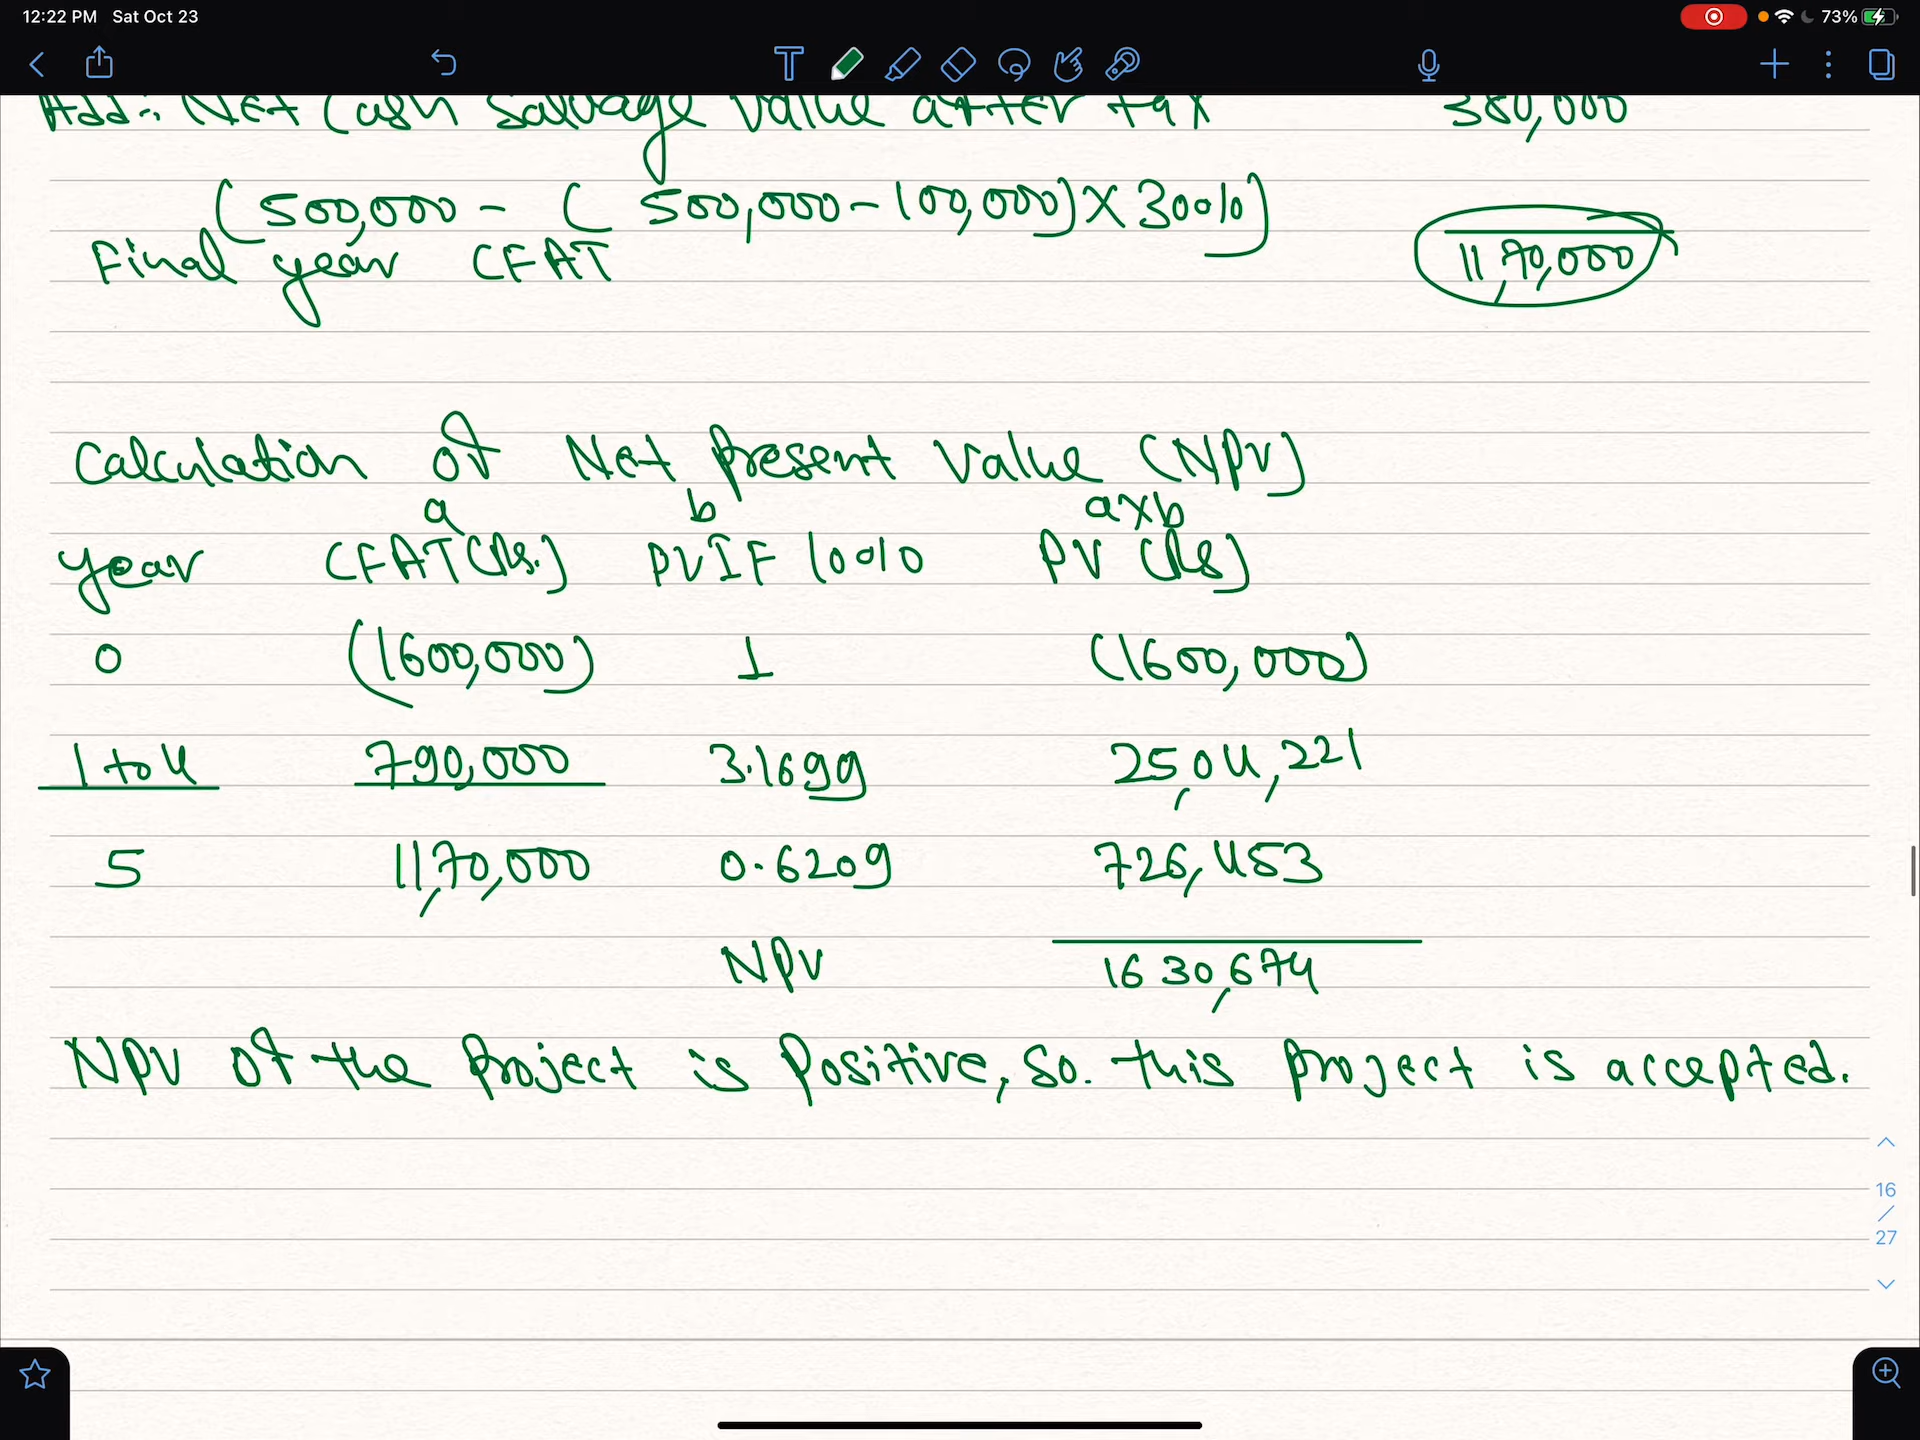 12:22 PM Sat Oct 23 73%
Add:. Net Cash Salvage Value after tax 380,000
(500,000 - (500,000-100,000)×30%)
Final year CFAT 11,70,000
Calculation of Net present Value (NPV)
a b a×b
year CFAT(Rs.) PVIF 10% PV (Rs)
0 (1600,000) 1 (1600,000)
1 to 4 790,000 3.1699 25,04,221
5 11,70,000 0.6209 726,453
NPV 1630,674
NPV of the project is Positive, So. this project is accepted.
16
/
27